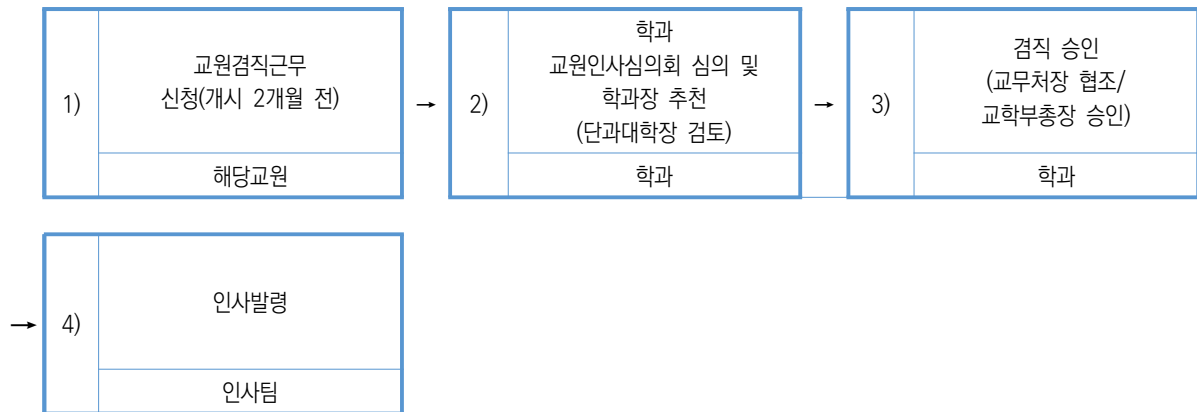 1)
교원겸직근무
신청(개시 2개월 전)
해당교원
→
2)
학과
교원인사심의회 심의 및
학과장 추천
(단과대학장 검토)
학과
→
3)
겸직 승인
(교무처장 협조/
교학부총장 승인)
학과
→
4)
인사발령
인사팀